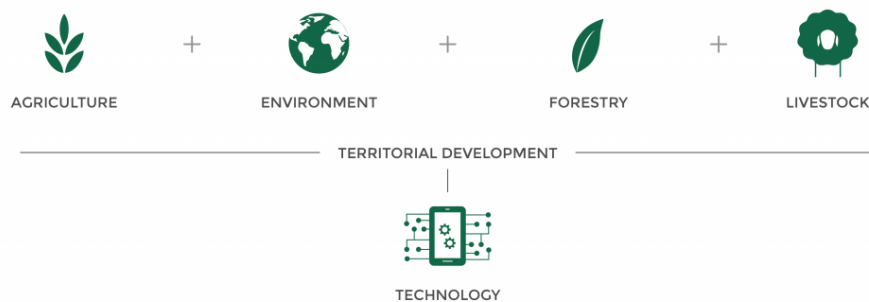 AGRICULTURE
ENVIRONMENT
FORESTRY
LIVESTOCK
TERRITORIAL DEVELOPMENT
TECHNOLOGY